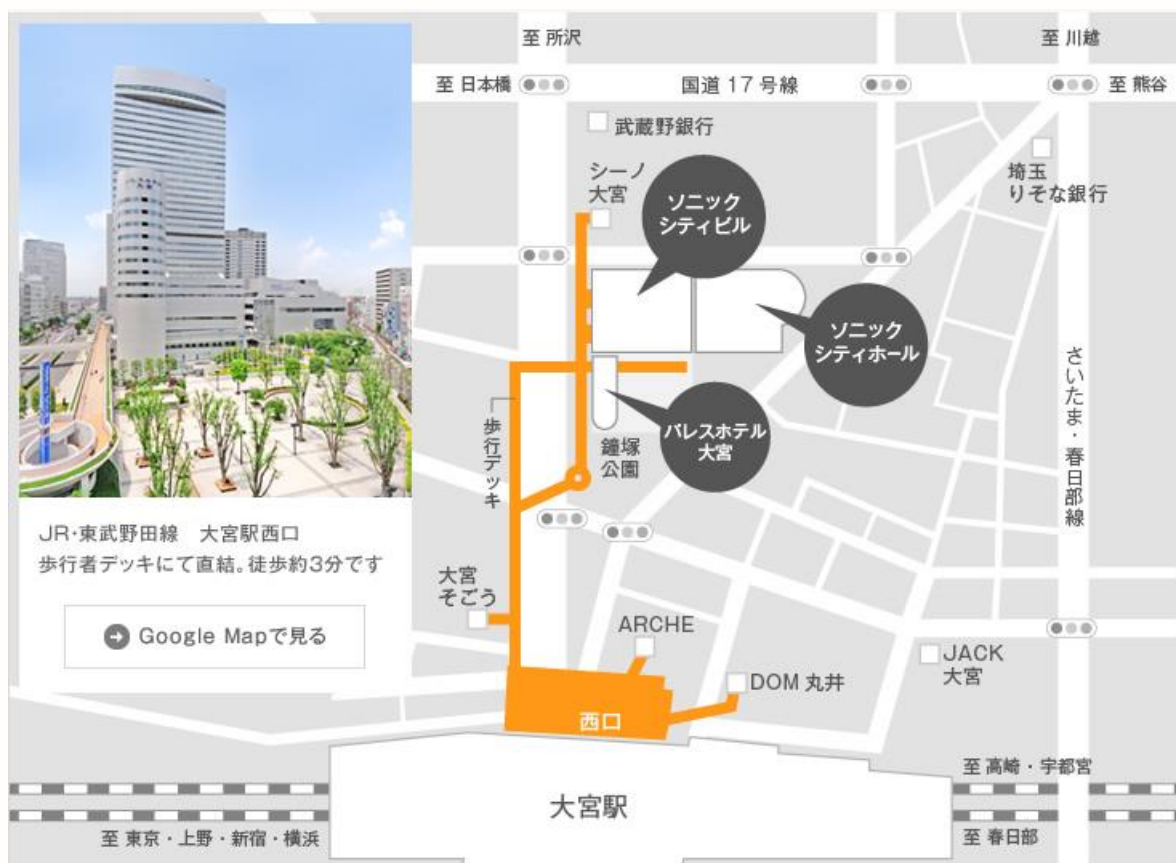 至 所沢
至 川越
至 日本橋
国道 17 号線
至 熊谷
武蔵野銀行
シーノ
大宮
ソニック
シティビル
埼玉
りそな銀行
ソニック
シティホール
さいたま・春日部線
パレスホテル
大宮
歩行デッキ
鐘塚
公園
JR・東武野田線　大宮駅西口
歩行者デッキにて直結。徒歩約3分です
Google Mapで見る
大宮
そごう
ARCHE
DOM 丸井
JACK
大宮
西口
大宮駅
至 高崎・宇都宮
至 東京・上野・新宿・横浜
至 春日部